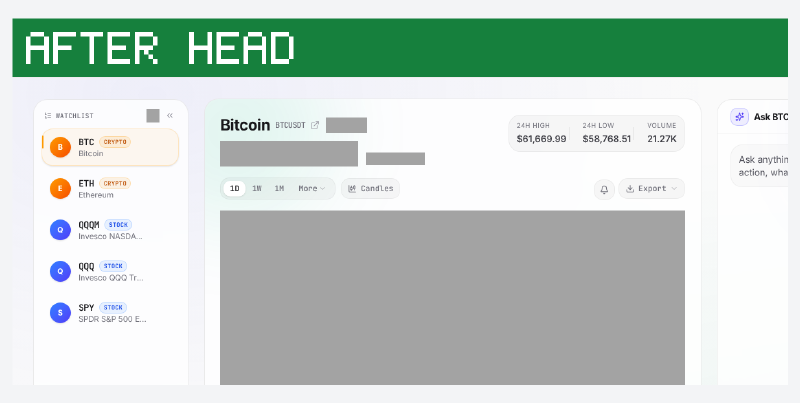 AFTER HEAD
WATCHLIST
BTC CRYPTO
Bitcoin
ETH CRYPTO
Ethereum
QQQM STOCK
Invesco NASDA...
QQQ STOCK
Invesco QQQ Tr...
SPY STOCK
SPDR S&P 500 E...
Bitcoin BTCUSDT
24H HIGH 24H LOW VOLUME
$61,669.99 $58,768.51 21.27K
1D 1W 1M More Candles Export
Ask BTC
Ask anythin
action, wha
B
E
Q
Q
S